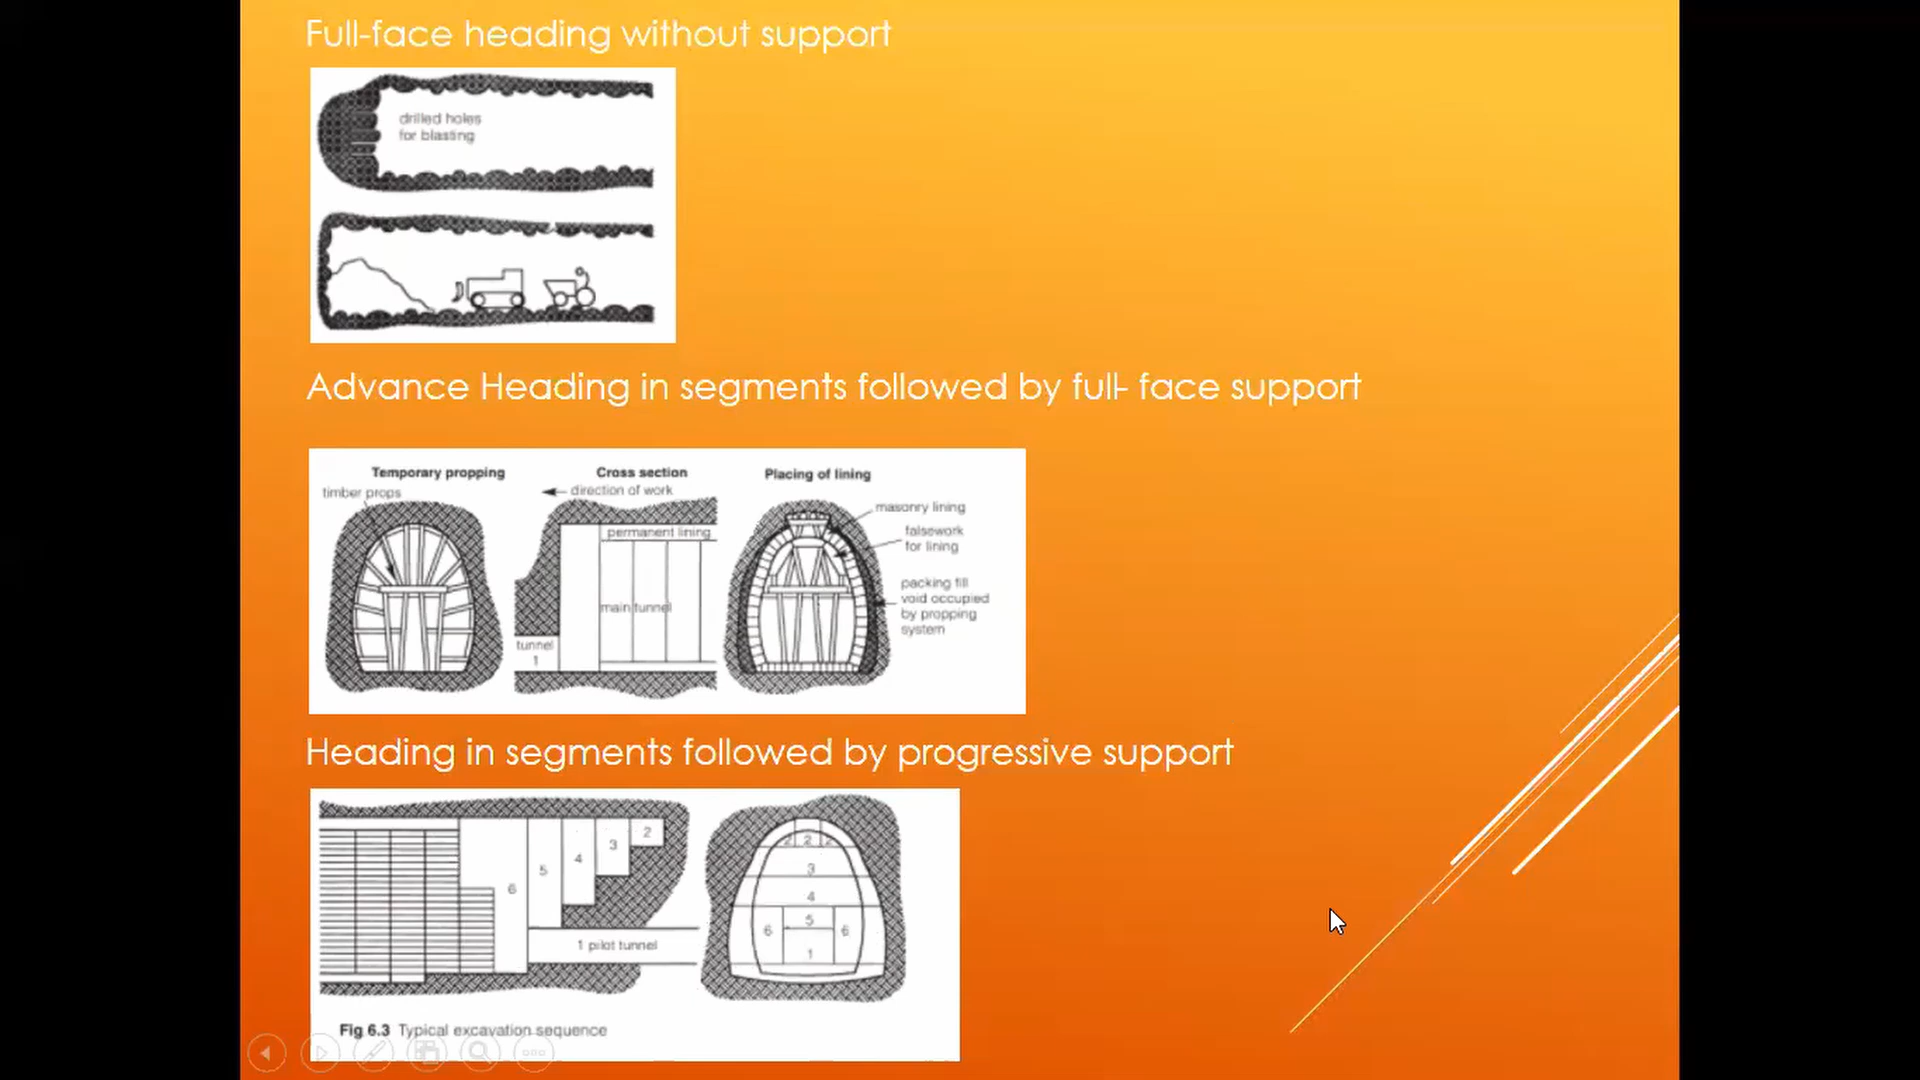 Full-face heading without support
drilled holes
for blasting
Advance Heading in segments followed by full- face support
Temporary propping
timber props
Cross section
direction of work
permanent lining
main tunnel
tunnel
1
Placing of lining
masonry lining
falsework
for lining
packing fill
void occupied
by propping
system
Heading in segments followed by progressive support
2
3
4
5
6
1 pilot tunnel
2 2 2
3
4
5
6 6
1
Fig 6.3 Typical excavation sequence